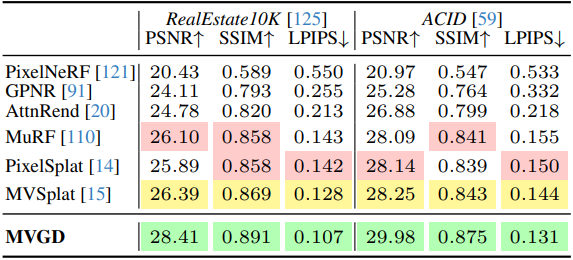 RealEstate10K [125] ACID [59]
PSNR↑ SSIM↑ LPIPS↓ PSNR↑ SSIM↑ LPIPS↓
PixelNeRF [121] 20.43 0.589 0.550 20.97 0.547 0.533
GPNR [91] 24.11 0.793 0.255 25.28 0.764 0.332
AttnRend [20] 24.78 0.820 0.213 26.88 0.799 0.218
MuRF [110] 26.10 0.858 0.143 28.09 0.841 0.155
PixelSplat [14] 25.89 0.858 0.142 28.14 0.839 0.150
MVSplat [15] 26.39 0.869 0.128 28.25 0.843 0.144
MVGD 28.41 0.891 0.107 29.98 0.875 0.131